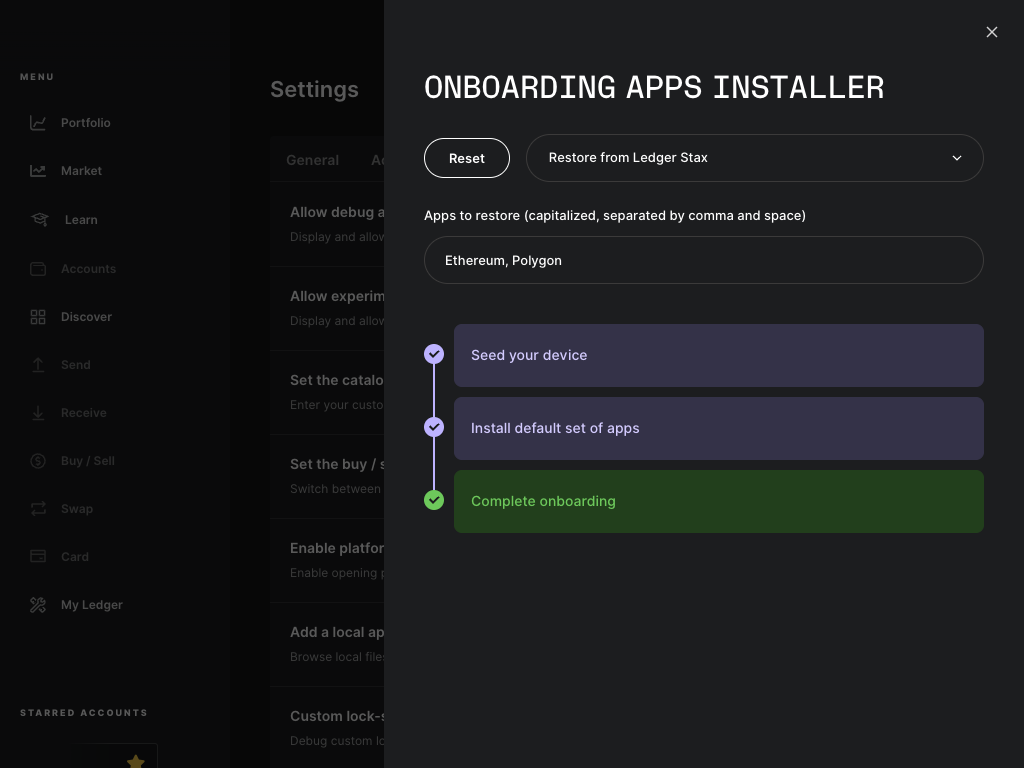 MENU
Portfolio
Market
Learn
Accounts
Discover
Send
Receive
Buy / Sell
Swap
Card
My Ledger
STARRED ACCOUNTS
Settings
General
Allow debug a
Display and allow
Allow experim
Display and allow
Set the catalo
Enter your custo
Set the buy / s
Switch between
Enable platfor
Enable opening p
Add a local ap
Browse local files
Custom lock-s
Debug custom lo
ONBOARDING APPS INSTALLER
Reset
Restore from Ledger Stax
Apps to restore (capitalized, separated by comma and space)
Ethereum, Polygon
Seed your device
Install default set of apps
Complete onboarding